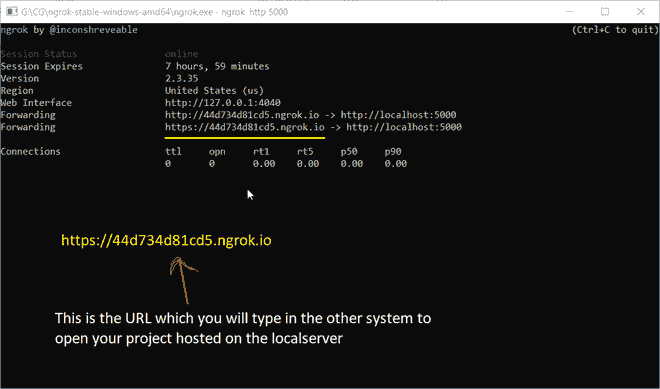 G:\CG\ngrok-stable-windows-amd64\ngrok.exe - ngrok http 5000
ngrok by @inconshreveable (Ctrl+C to quit)
Session Status online
Session Expires 7 hours, 59 minutes
Version 2.3.35
Region United States (us)
Web Interface http://127.0.0.1:4040
Forwarding http://44d734d81cd5.ngrok.io -> http://localhost:5000
Forwarding https://44d734d81cd5.ngrok.io -> http://localhost:5000
Connections ttl opn rt1 rt5 p50 p90
0 0 0.00 0.00 0.00 0.00
https://44d734d81cd5.ngrok.io
This is the URL which you will type in the other system to
open your project hosted on the localserver